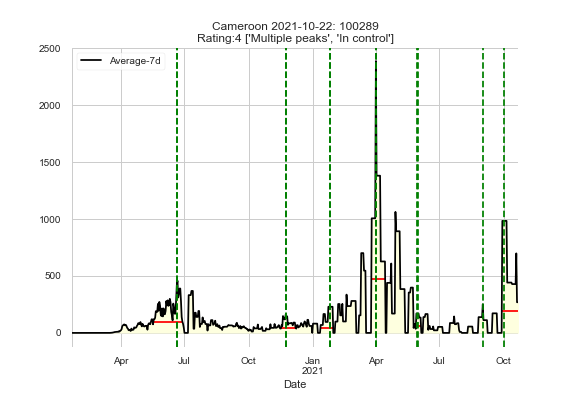 Cameroon 2021-10-22: 100289
Rating:4 ['Multiple peaks', 'In control']
Average-7d
2500
2000
1500
1000
500
0
Apr Jul Oct Jan Apr Jul Oct
2021
Date